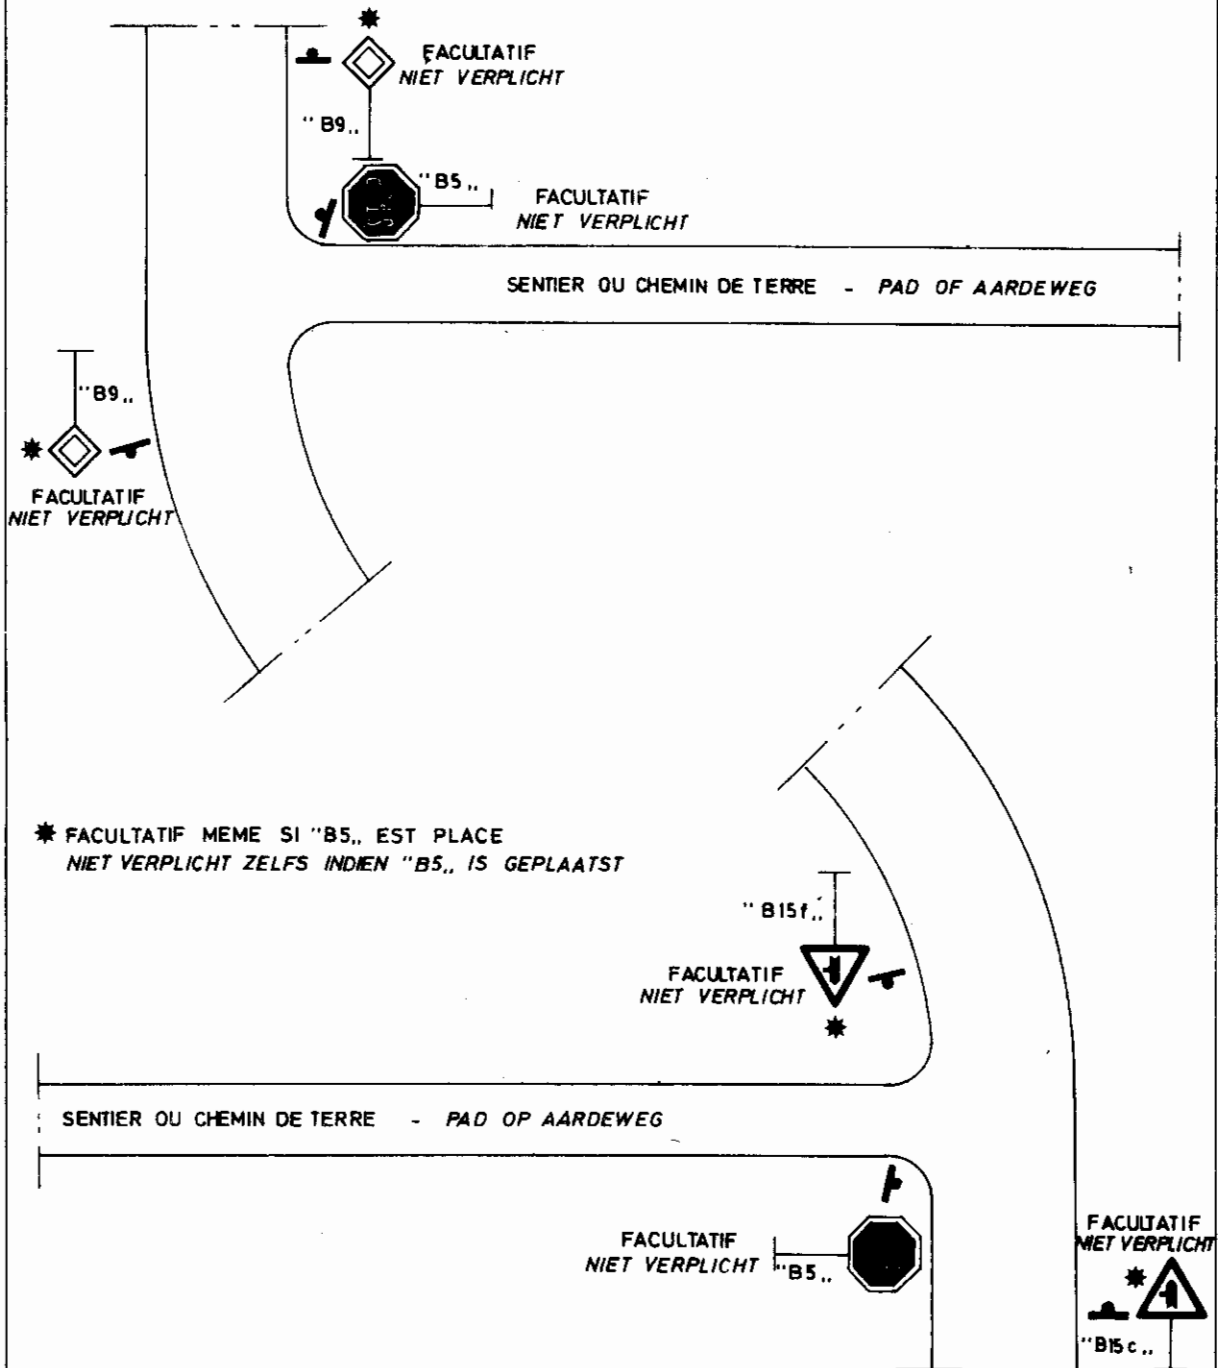 FACULTATIF
NIET VERPLICHT
"B9„
"B5„
FACULTATIF
NIET VERPLICHT
SENTIER OU CHEMIN DE TERRE - PAD OF AARDEWEG
"B9„
FACULTATIF
NIET VERPLICHT
FACULTATIF MEME SI "B5„ EST PLACE
NIET VERPLICHT ZELFS INDIEN "B5„ IS GEPLAATST
"B15f„
FACULTATIF
NIET VERPLICHT
SENTIER OU CHEMIN DE TERRE - PAD OP AARDEWEG
FACULTATIF
NIET VERPLICHT
"B5„
FACULTATIF
NIET VERPLICHT
"B15c„